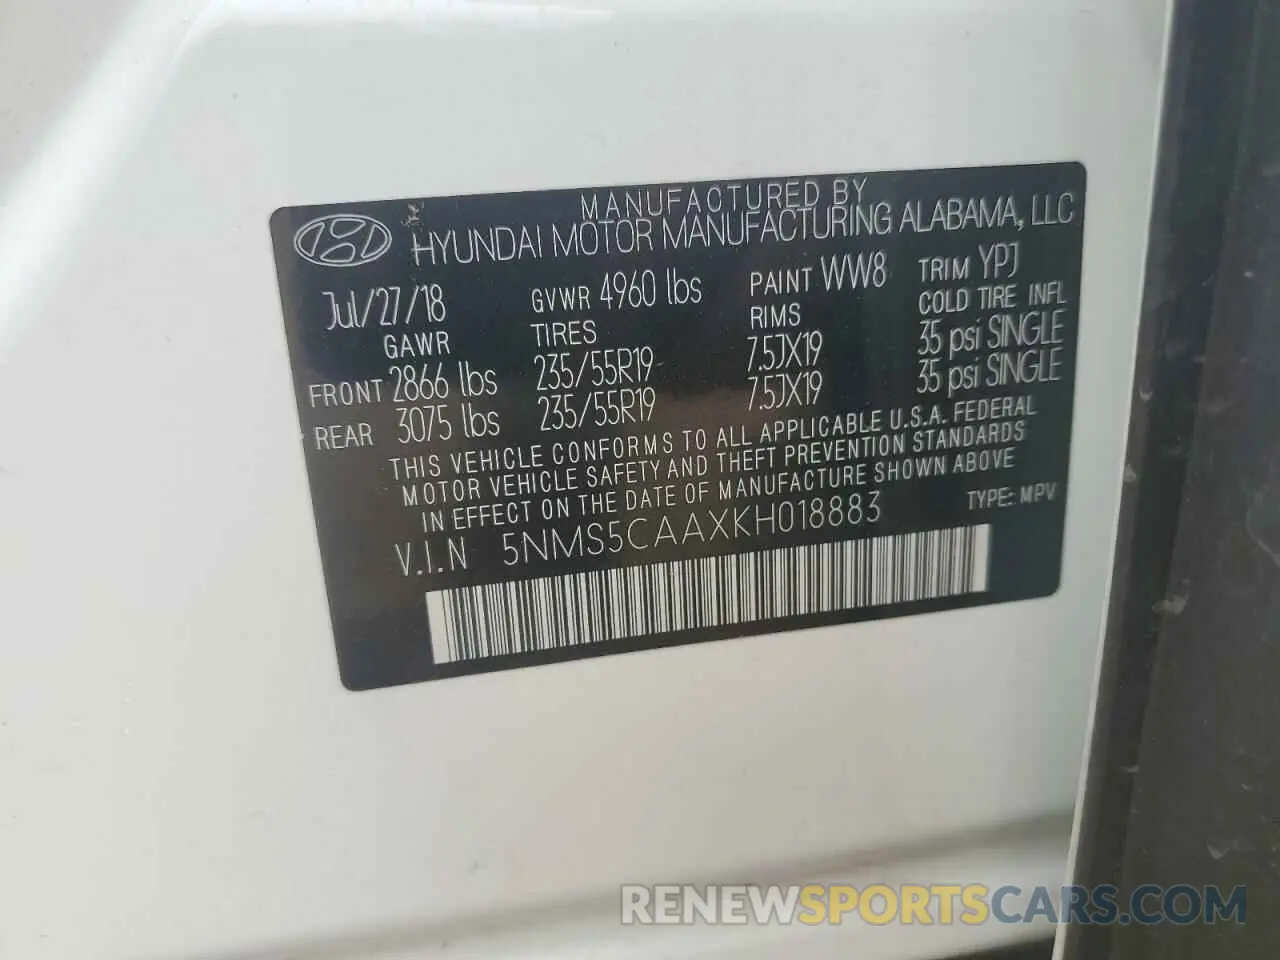 MANUFACTURED BY
HYUNDAI MOTOR MANUFACTURING ALABAMA, LLC
Jul/27/18 GVWR 4960 lbs PAINT WW8 TRIM YPJ
GAWR TIRES RIMS COLD TIRE INFL
FRONT 2866 lbs 235/55R19 7.5JX19 35 psi SINGLE
REAR 3075 lbs 235/55R19 7.5JX19 35 psi SINGLE
THIS VEHICLE CONFORMS TO ALL APPLICABLE U.S.A. FEDERAL
MOTOR VEHICLE SAFETY AND THEFT PREVENTION STANDARDS
IN EFFECT ON THE DATE OF MANUFACTURE SHOWN ABOVE
V.I.N 5NMS5CAAXKH018883 TYPE: MPV
RENEWSPORTSCARS.COM